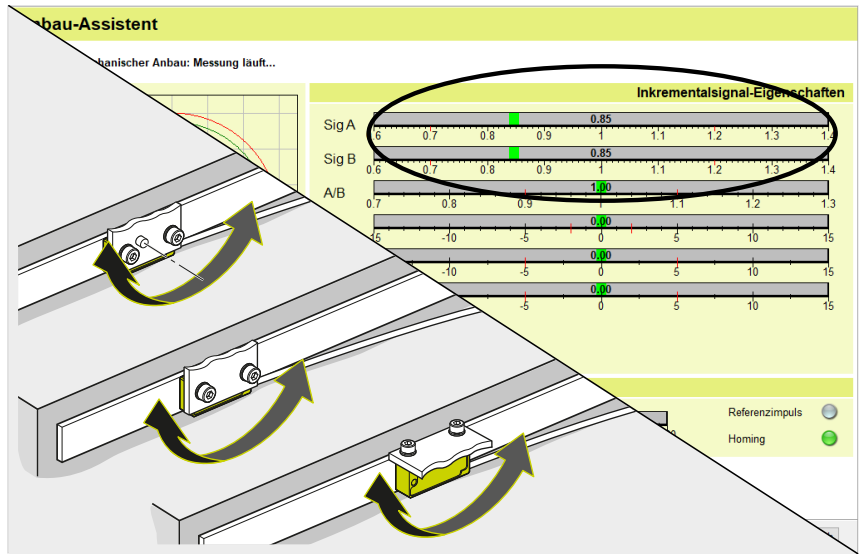 bau-Assistent
hanischer Anbau: Messung läuft...
Inkrementalsignal-Eigenschaften
Sig A 0.85
6 0.7 0.8 0.9 1 1.1 1.2 1.3 1.4
Sig B 0.85
0.6 0.7 0.8 0.9 1 1.1 1.2 1.3 1.4
A/B 1.00
0.7 0.8 0.9 1.1 1.2 1.3
0.00
15 -10 -5 0 5 10 15
0.00
-10 -5 0 5 10 15
0.00
-5 0 5 10 15
Referenzimpuls
Homing